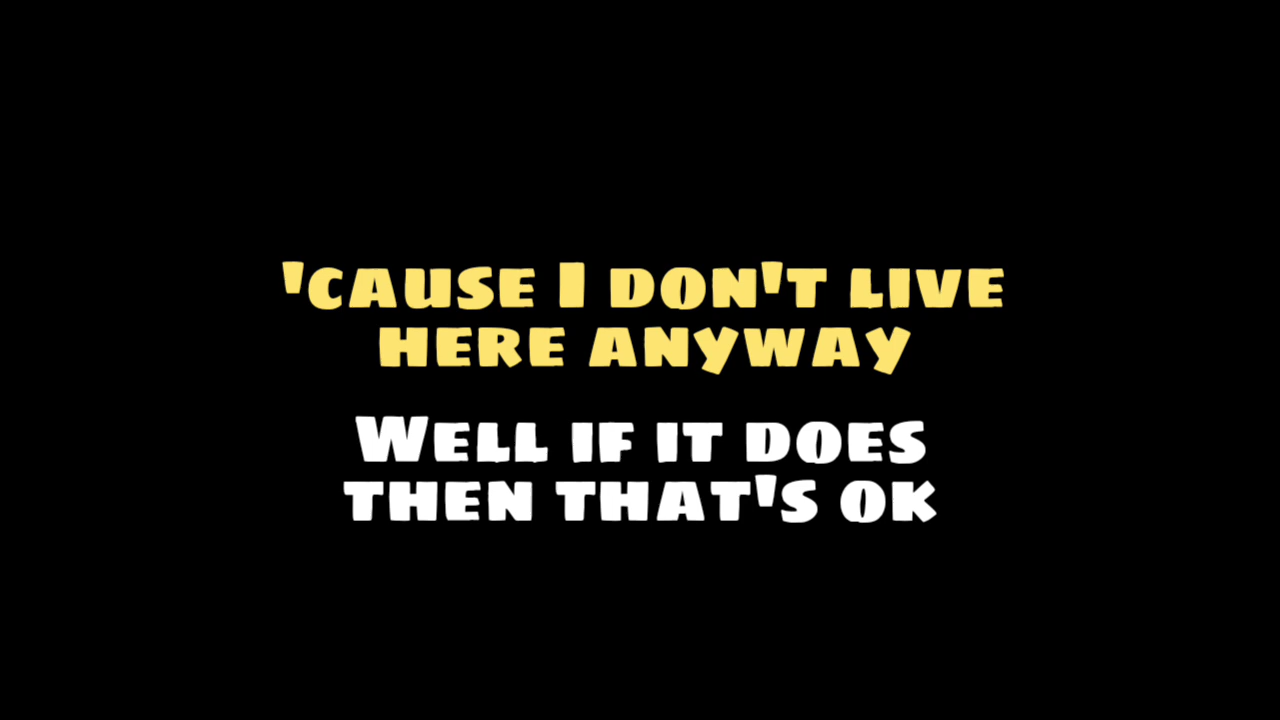 'cause I don't live
here anyway
Well if it does
then that's ok